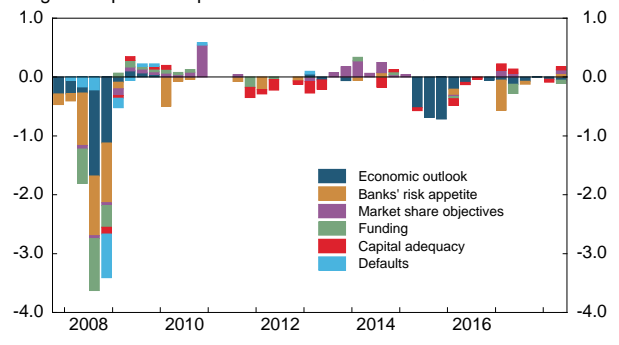 1.0 1.0
0.0 0.0
-1.0 -1.0
-2.0 -2.0
-3.0 -3.0
-4.0 -4.0
Economic outlook
Banks' risk appetite
Market share objectives
Funding
Capital adequacy
Defaults
2008 2010 2012 2014 2016